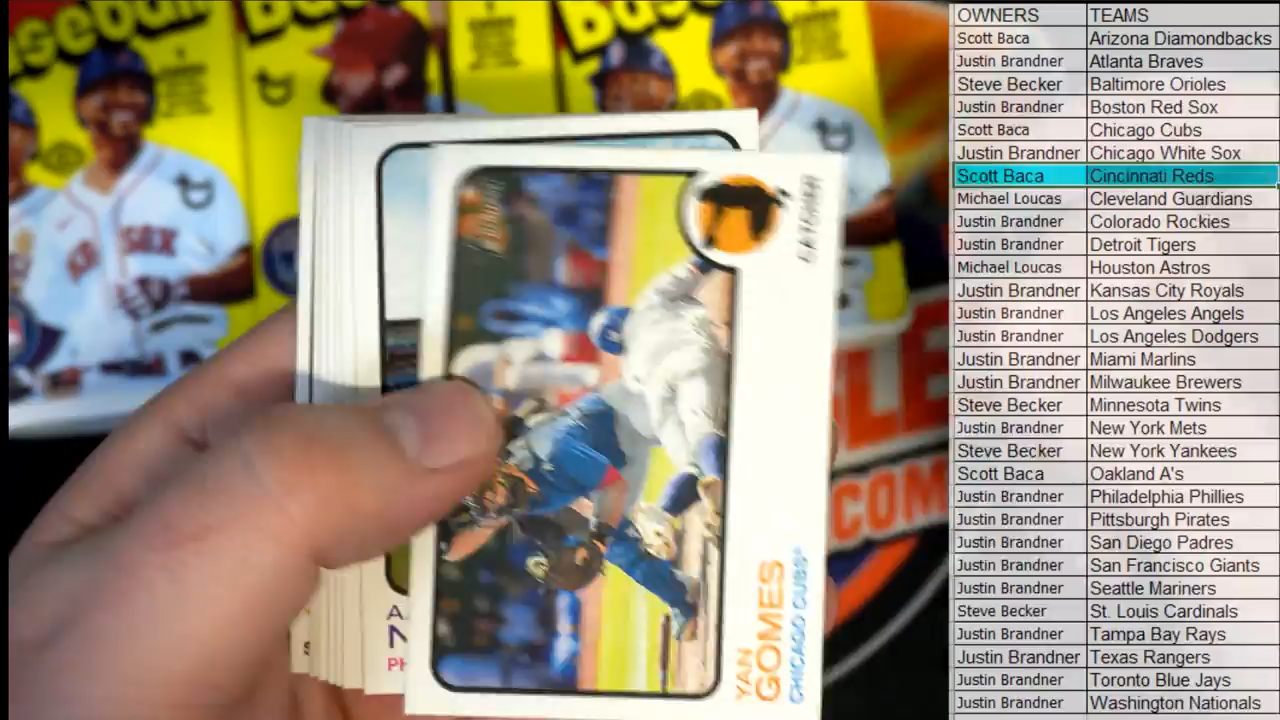 baseball
OWNERS TEAMS
Scott Baca Arizona Diamondbacks
Justin Brandner Atlanta Braves
Steve Becker Baltimore Orioles
Justin Brandner Boston Red Sox
Scott Baca Chicago Cubs
Justin Brandner Chicago White Sox
Scott Baca Cincinnati Reds
Michael Loucas Cleveland Guardians
Justin Brandner Colorado Rockies
Justin Brandner Detroit Tigers
Michael Loucas Houston Astros
Justin Brandner Kansas City Royals
Justin Brandner Los Angeles Angels
Justin Brandner Los Angeles Dodgers
Justin Brandner Miami Marlins
Justin Brandner Milwaukee Brewers
Steve Becker Minnesota Twins
Justin Brandner New York Mets
Steve Becker New York Yankees
Scott Baca Oakland A's
Justin Brandner Philadelphia Phillies
Justin Brandner Pittsburgh Pirates
Justin Brandner San Diego Padres
Justin Brandner San Francisco Giants
Justin Brandner Seattle Mariners
Steve Becker St. Louis Cardinals
Justin Brandner Tampa Bay Rays
Justin Brandner Texas Rangers
Justin Brandner Toronto Blue Jays
Justin Brandner Washington Nationals
CATCHER
YAN
GOMES
CHICAGO CUBS
COM